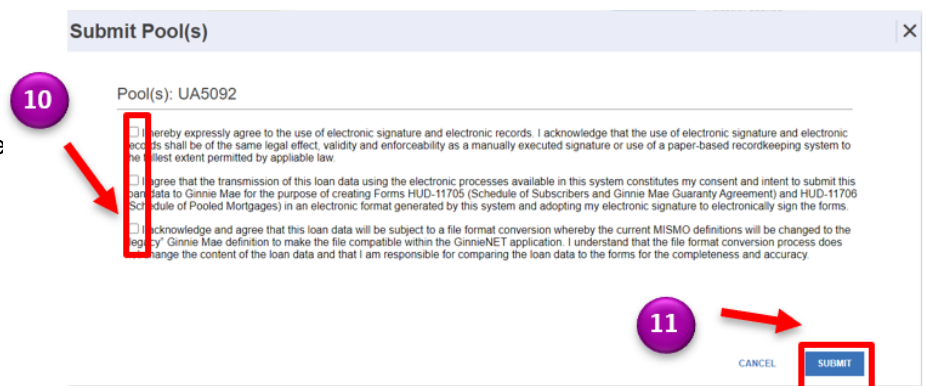 Submit Pool(s)
Pool(s): UA5092
10
I hereby expressly agree to the use of electronic signature and electronic records. I acknowledge that the use of electronic signature and electronic
records shall be of the same legal effect, validity and enforceability as a manually executed signature or use of a paper-based recordkeeping system to
the fullest extent permitted by appliable law.
I agree that the transmission of this loan data using the electronic processes available in this system constitutes my consent and intent to submit this
loan data to Ginnie Mae for the purpose of creating Forms HUD-11705 (Schedule of Subscribers and Ginnie Mae Guaranty Agreement) and HUD-11706
(Schedule of Pooled Mortgages) in an electronic format generated by this system and adopting my electronic signature to electronically sign the forms.
I acknowledge and agree that this loan data will be subject to a file format conversion whereby the current MISMO definitions will be changed to the
"legacy" Ginnie Mae definition to make the file compatible within the GinnieNET application. I understand that the file format conversion process does
change the content of the loan data and that I am responsible for comparing the loan data to the forms for the completeness and accuracy.
11
CANCEL
SUBMIT